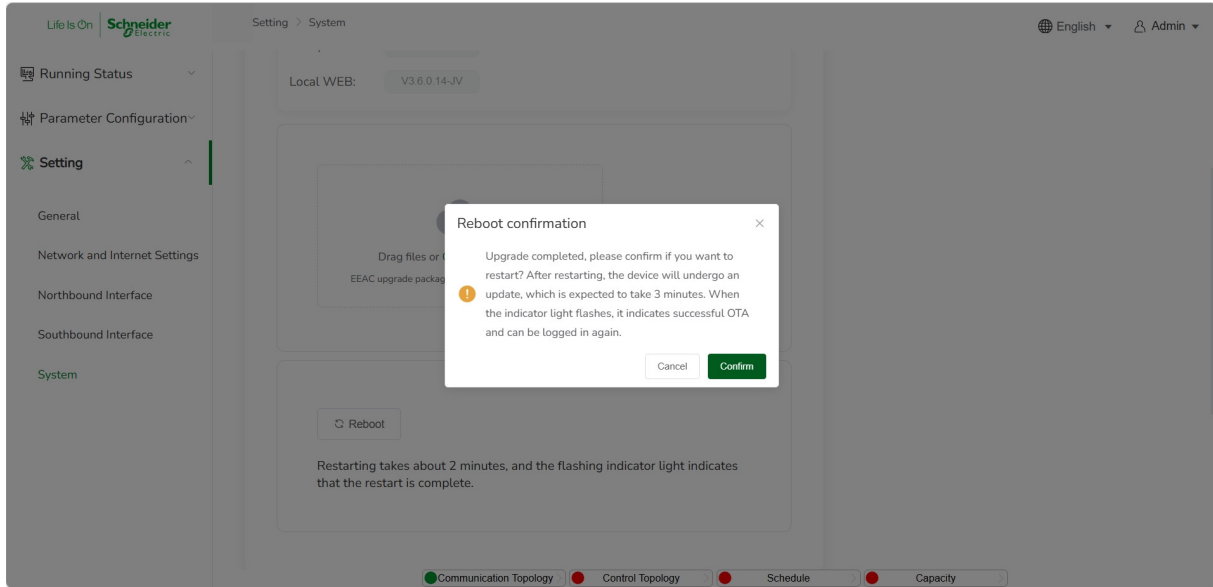 Life Is On Schneider Electric
Setting > System
English
Admin
Running Status
Local WEB: V3.6.0.14-JV
Parameter Configuration
Setting
General
Network and Internet Settings
Northbound Interface
Southbound Interface
System
Drag files or
EEAC upgrade packag
Reboot confirmation
Upgrade completed, please confirm if you want to
restart? After restarting, the device will undergo an
update, which is expected to take 3 minutes. When
the indicator light flashes, it indicates successful OTA
and can be logged in again.
Cancel
Confirm
Reboot
Restarting takes about 2 minutes, and the flashing indicator light indicates
that the restart is complete.
Communication Topology
Control Topology
Schedule
Capacity